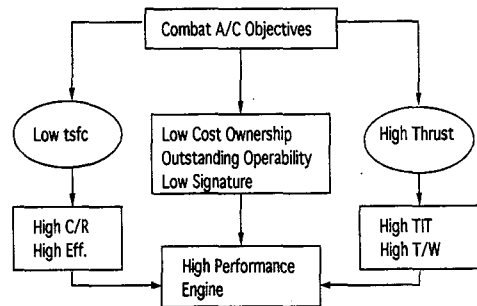 Combat A/C Objectives
Low tsfc
Low Cost Ownership
Outstanding Operability
Low Signature
High Thrust
High C/R
High Eff.
High TIT
High T/W
High Performance
Engine